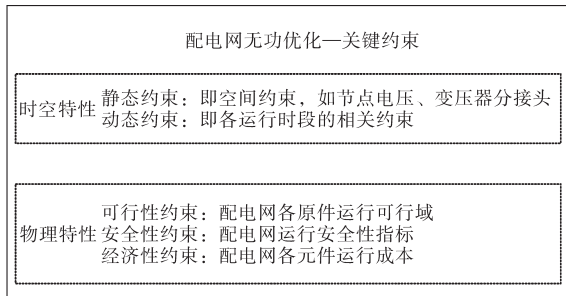 配电网无功优化—关键约束
静态约束：即空间约束，如节点电压、变压器分接头
时空特性
动态约束：即各运行时段的相关约束
可行性约束：配电网各原件运行可行域
物理特性 安全性约束：配电网运行安全性指标
经济性约束：配电网各元件运行成本